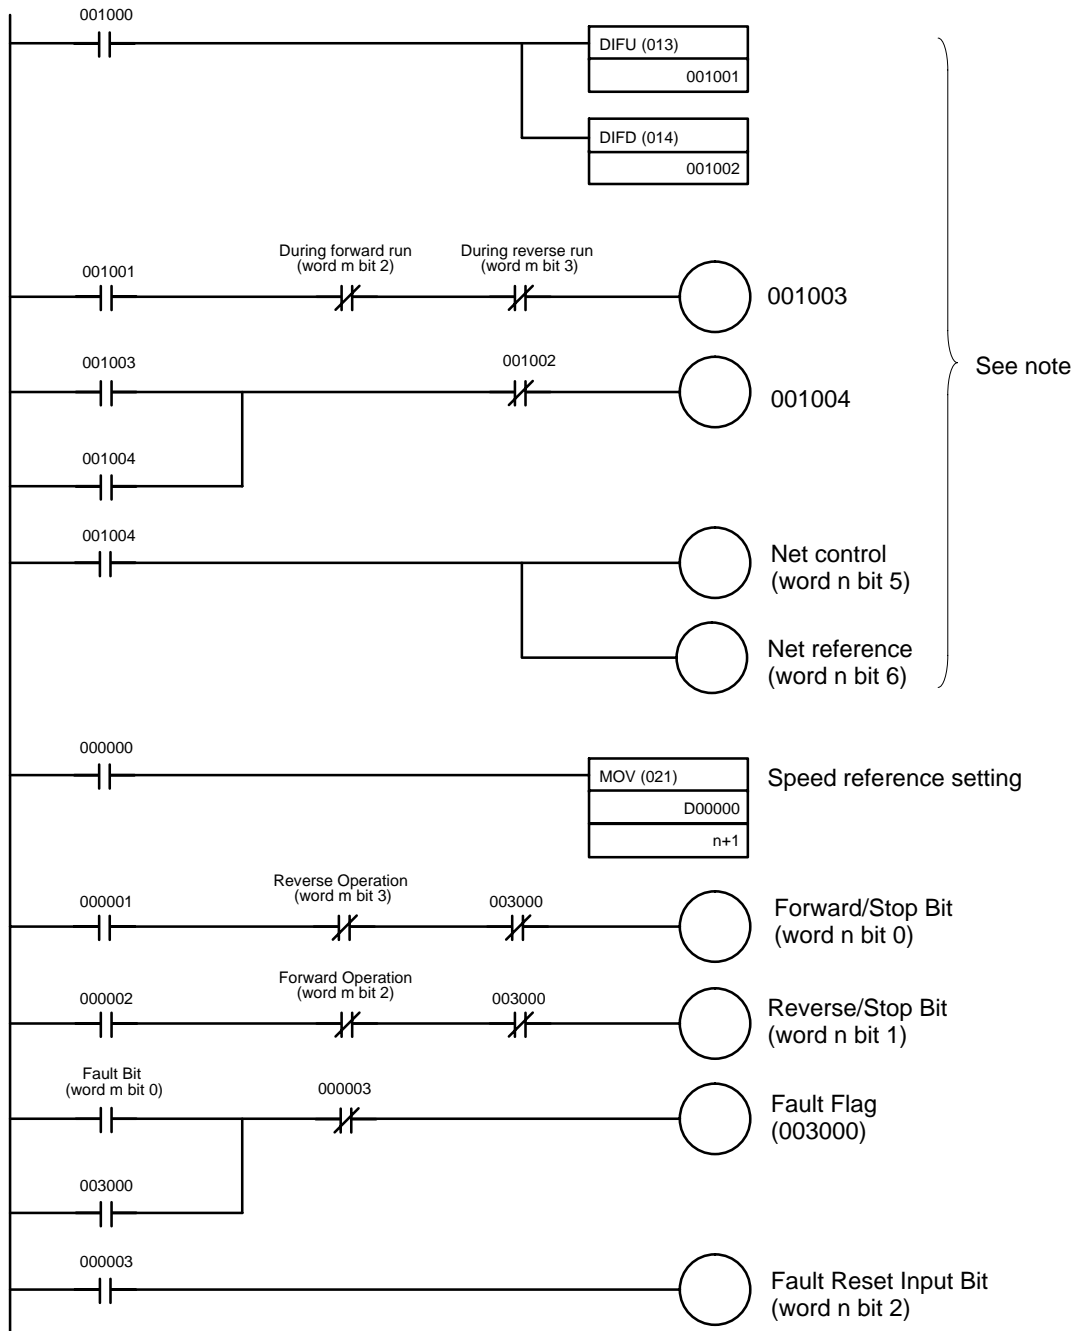 001000
DIFU (013)
001001
DIFD (014)
001002
001001
During forward run
(word m bit 2)
During reverse run
(word m bit 3)
001003
001003
001002
001004
See note
001004
001004
Net control
(word n bit 5)
Net reference
(word n bit 6)
000000
MOV (021)
D00000
n+1
Speed reference setting
000001
Reverse Operation
(word m bit 3)
003000
Forward/Stop Bit
(word n bit 0)
000002
Forward Operation
(word m bit 2)
003000
Reverse/Stop Bit
(word n bit 1)
Fault Bit
(word m bit 0)
000003
Fault Flag
(003000)
003000
000003
Fault Reset Input Bit
(word n bit 2)